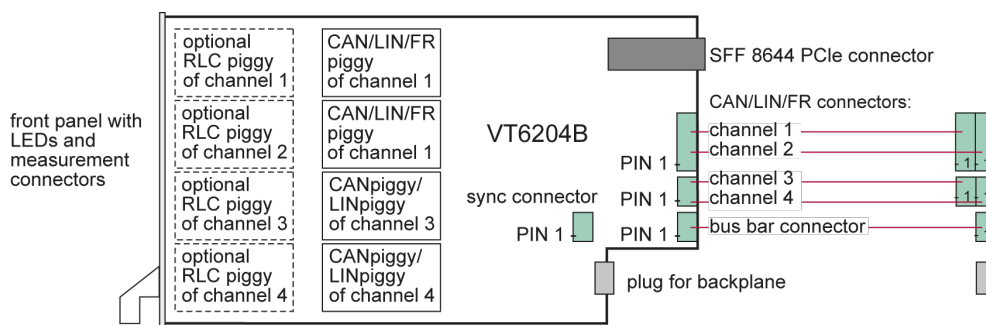 front panel with
LEDs and
measurement
connectors
optional
RLC piggy
of channel 1
CAN/LIN/FR
piggy
of channel 1
optional
RLC piggy
of channel 2
CAN/LIN/FR
piggy
of channel 1
optional
RLC piggy
of channel 3
CANpiggy/
LINpiggy
of channel 3
optional
RLC piggy
of channel 4
CANpiggy/
LINpiggy
of channel 4
VT6204B
sync connector
PIN 1
SFF 8644 PCIe connector
CAN/LIN/FR connectors:
channel 1
channel 2
PIN 1
channel 3
channel 4
PIN 1
bus bar connector
PIN 1
plug for backplane
1
1